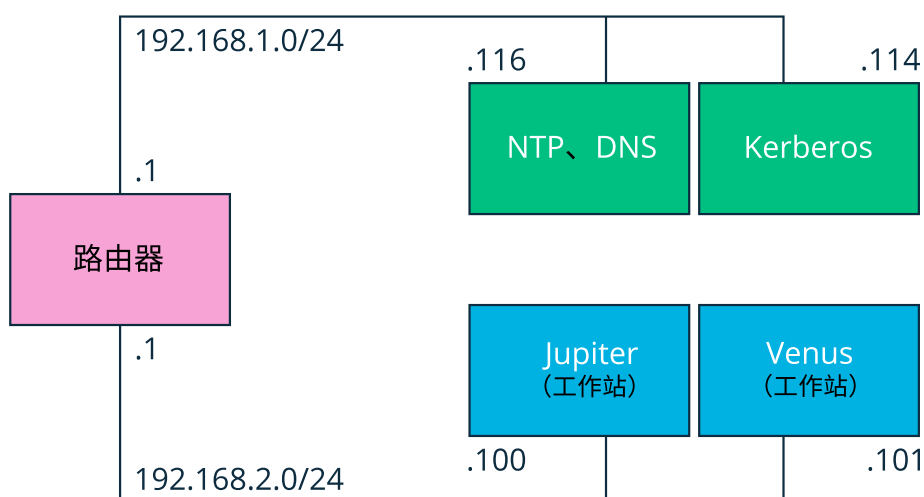 192.168.1.0/24
.116
.114
.1
NTP、DNS
Kerberos
路由器
.1
Jupiter
（工作站）
Venus
（工作站）
.100
.101
192.168.2.0/24